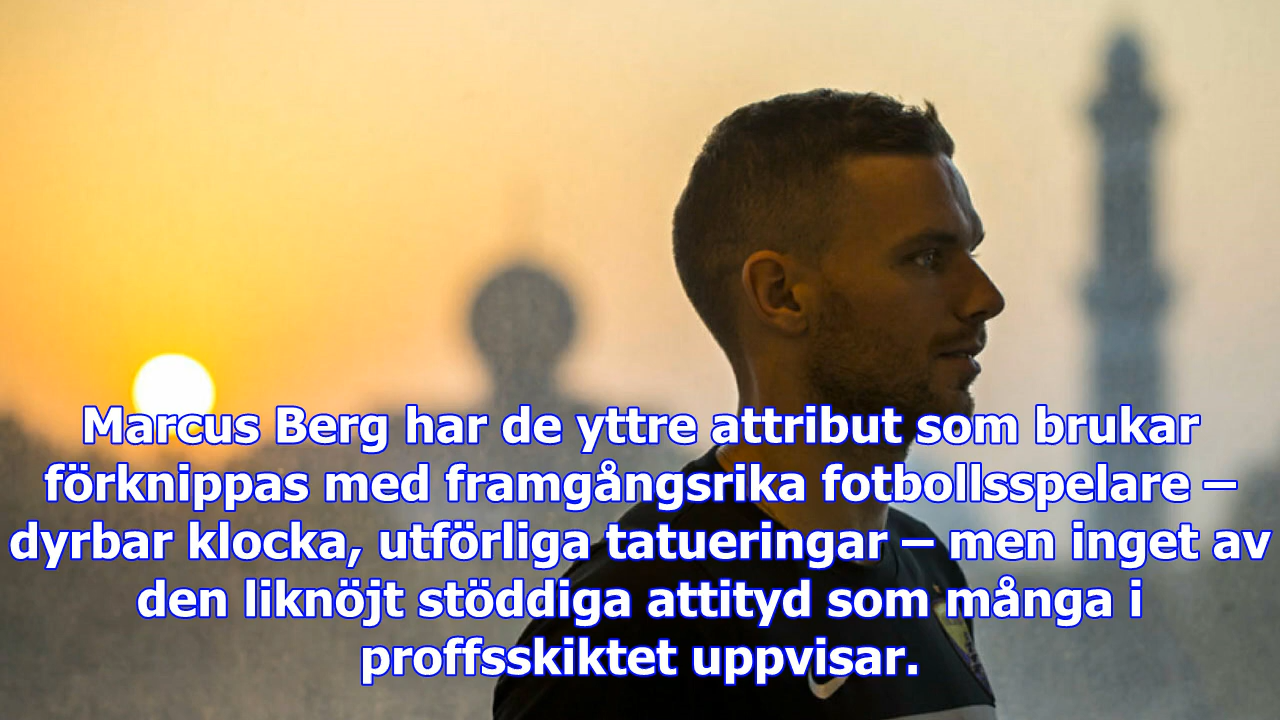 Marcus Berg har de yttre attribut som brukar
förknippas med framgångsrika fotbollsspelare –
dyrbar klocka, utförliga tatueringar – men inget av
den liknöjt stöddiga attityd som många i
proffsskiktet uppvisar.